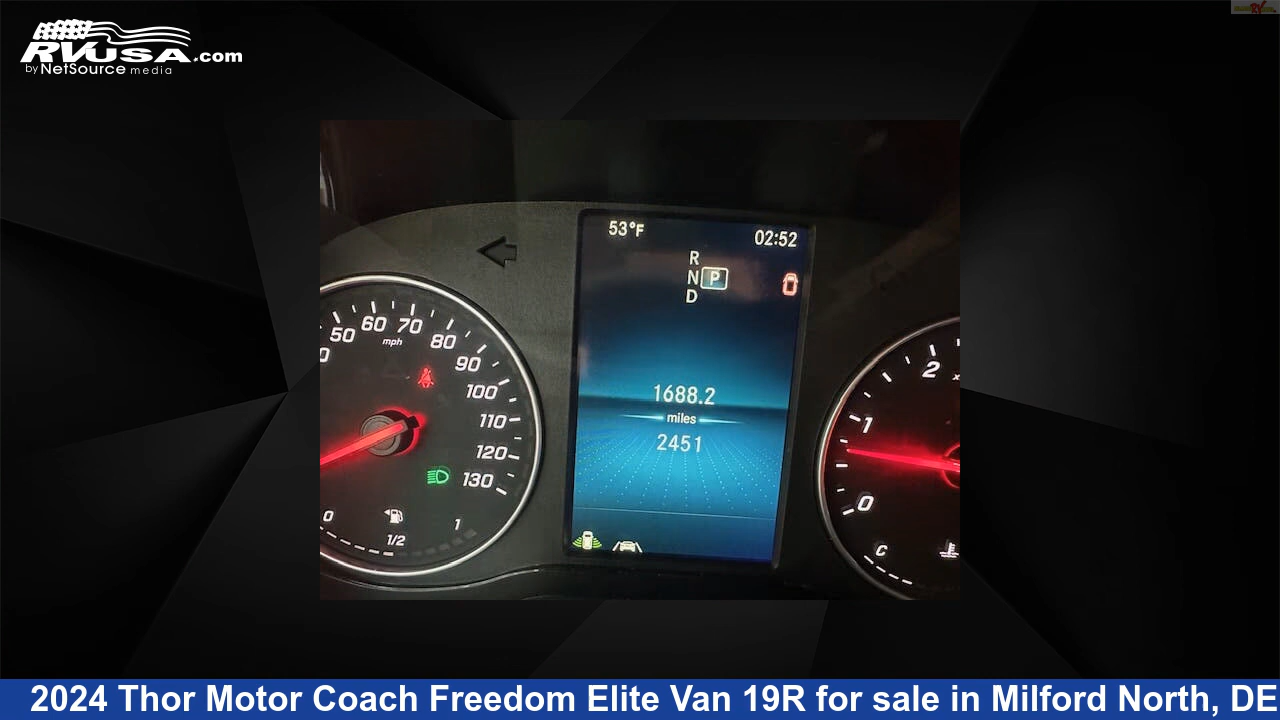 RVUSA.com
by NetSource media
53°F
02:52
R
N P
D
50 60 70 80 90 100 110 120 130
mph
0 1/2 1
1688.2
miles
2451
2
1
0
C
2024 Thor Motor Coach Freedom Elite Van 19R for sale in Milford North, DE